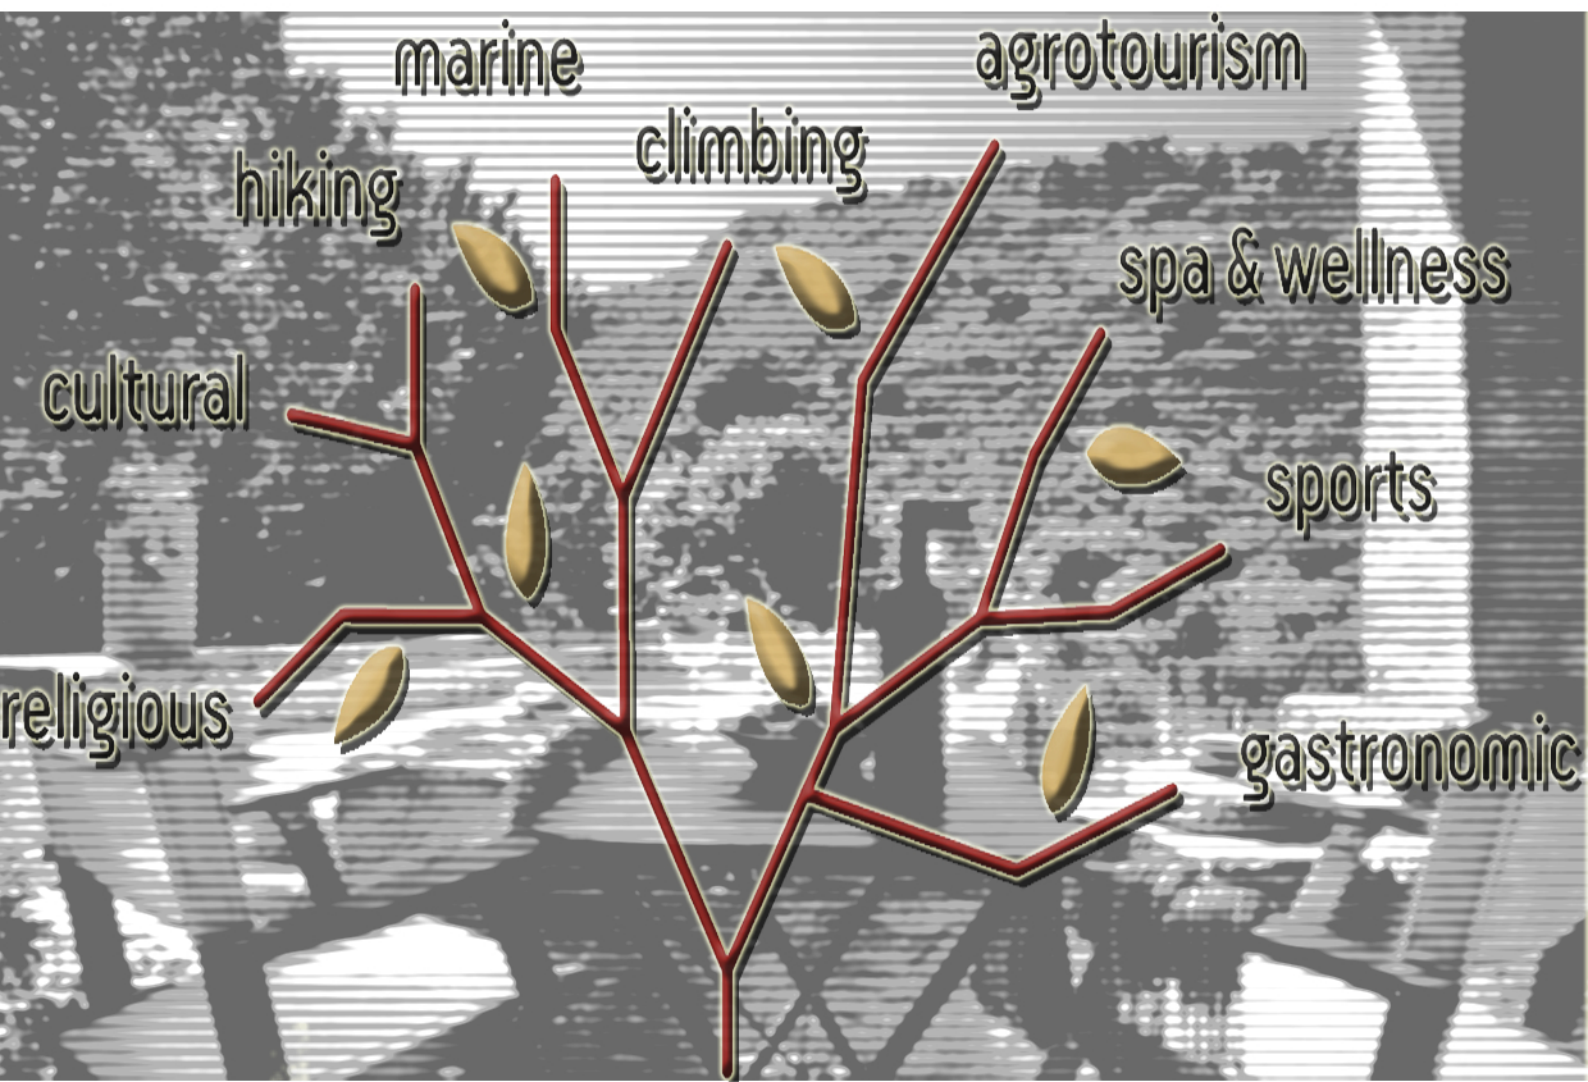 marine
agrotourism
climbing
hiking
spa & wellness
cultural
sports
religious
gastronomic